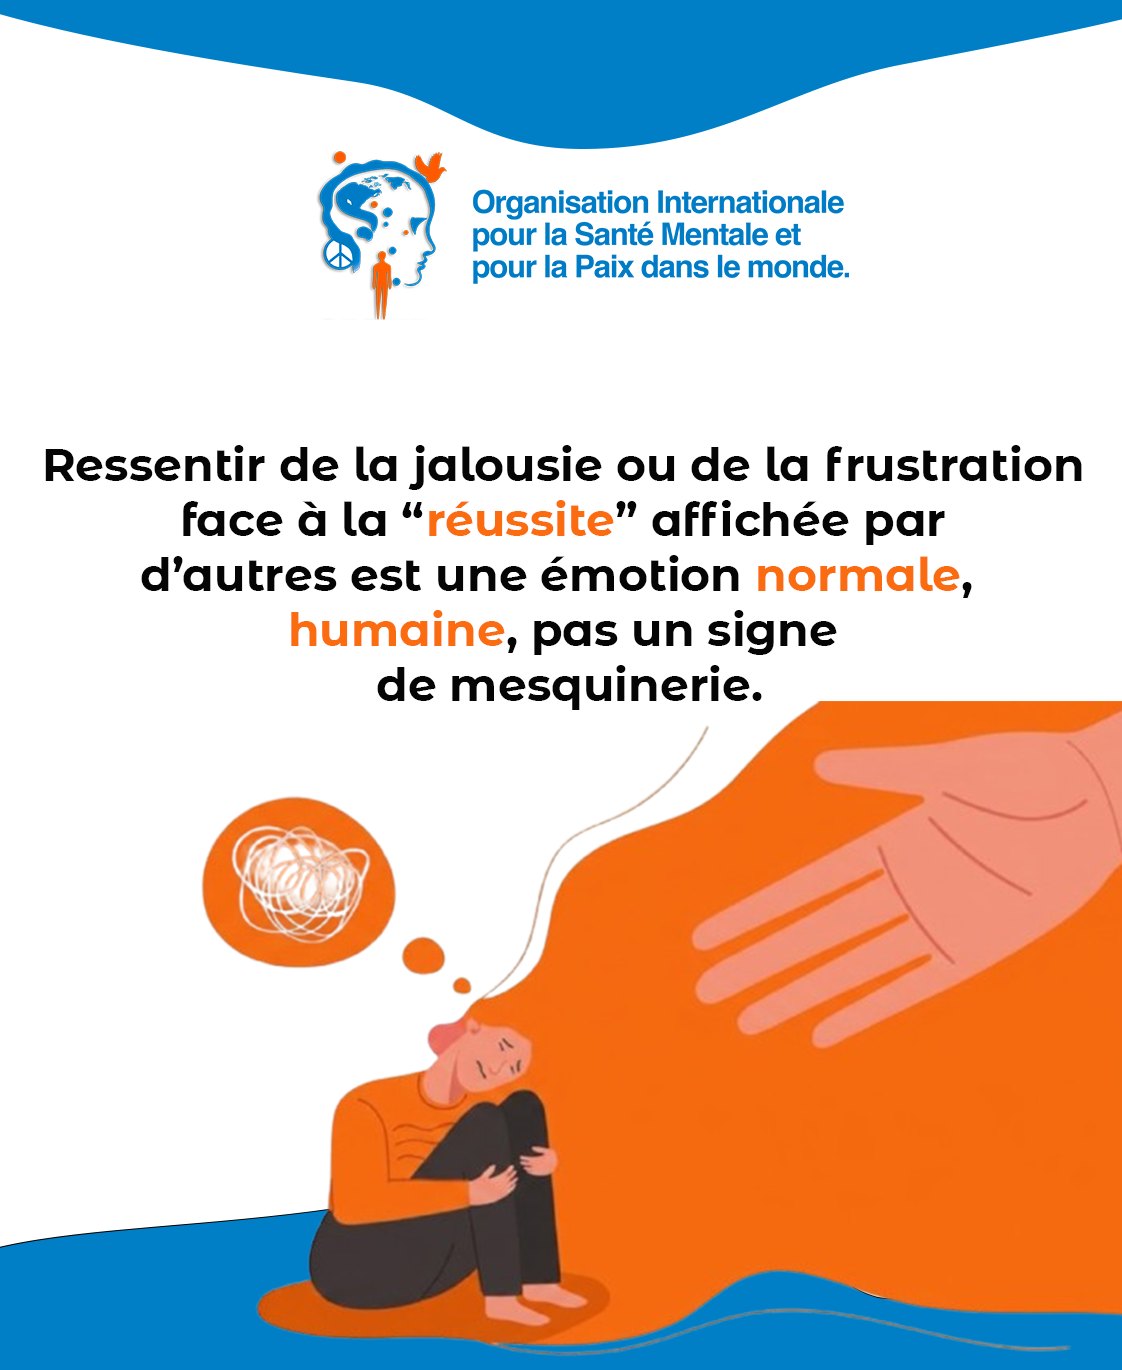 Organisation Internationale
pour la Santé Mentale et
pour la Paix dans le monde.
Ressentir de la jalousie ou de la frustration
face à la “réussite” affichée par
d’autres est une émotion normale,
humaine, pas un signe
de mesquinerie.